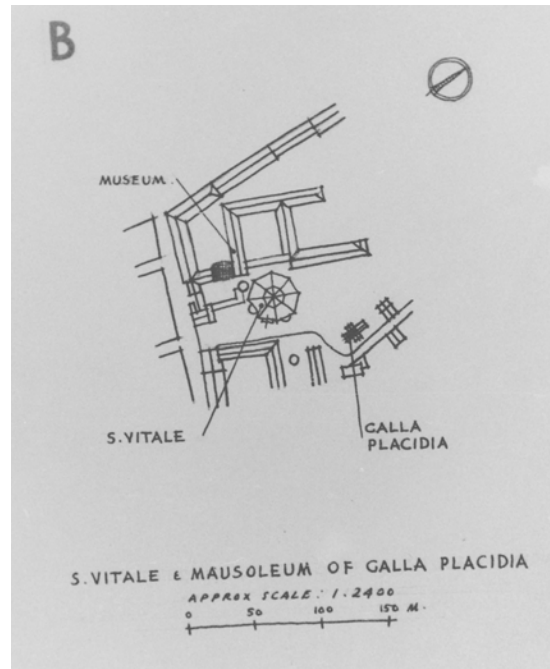 B
MUSEUM
S.VITALE
GALLA
PLACIDIA
S.VITALE & MAUSOLEUM OF GALLA PLACIDIA
APPROX SCALE: 1.2400
0 50 100 150 M.